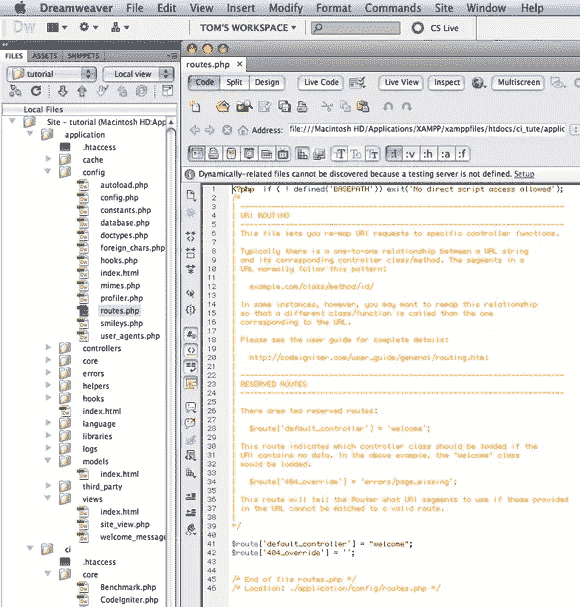 Dreamweaver File Edit View Insert Modify Format Commands Site Window Help
Dw TOM'S WORKSPACE CS Live
FILES ASSETS SNIPPETS
tutorial Local view
Local Files
Site - tutorial (Macintosh HD:App
application
.htaccess
cache
config
autoload.php
config.php
constants.php
database.php
doctypes.php
foreign_chars.php
hooks.php
index.html
mimes.php
profiler.php
routes.php
smileys.php
user_agents.php
controllers
core
errors
helpers
hooks
index.html
language
libraries
logs
models
index.html
third_party
views
index.html
site_view.php
welcome_message
ci
.htaccess
core
Benchmark.php
CodeIgniter.php
routes.php
Code Split Design Live Code Live View Inspect Multiscreen
Address: file:///Macintosh HD/Applications/XAMPP/xamppfiles/htdocs/ci_tute/applic
Dynamically-related files cannot be discovered because a testing server is not defined. Setup
1 <?php if ( ! defined('BASEPATH')) exit('No direct script access allowed');
2 /*
3 | -------------------------------------------------------------------------
4 | URI ROUTING
5 | -------------------------------------------------------------------------
6 | This file lets you re-map URI requests to specific controller functions.
7 |
8 | Typically there is a one-to-one relationship between a URL string
9 | and its corresponding controller class/method. The segments in a
10 | URL normally follow this pattern:
11 |
12 | example.com/class/method/id/
13 |
14 | In some instances, however, you may want to remap this relationship
15 | so that a different class/function is called than the one
16 | corresponding to the URL.
17 |
18 | Please see the user guide for complete details:
19 |
20 | http://codeigniter.com/user_guide/general/routing.html
21 |
22 | -------------------------------------------------------------------------
23 | RESERVED ROUTES
24 | -------------------------------------------------------------------------
25 |
26 | There area two reserved routes:
27 |
28 | $route['default_controller'] = 'welcome';
29 |
30 | This route indicates which controller class should be loaded if the
31 | URI contains no data. In the above example, the "welcome" class
32 | would be loaded.
33 |
34 | $route['404_override'] = 'errors/page_missing';
35 |
36 | This route will tell the Router what URI segments to use if those provided
37 | in the URL cannot be matched to a valid route.
38 |
39 */
40
41 $route['default_controller'] = "welcome";
42 $route['404_override'] = '';
43
44
45 /* End of file routes.php */
46 /* Location: ./application/config/routes.php */